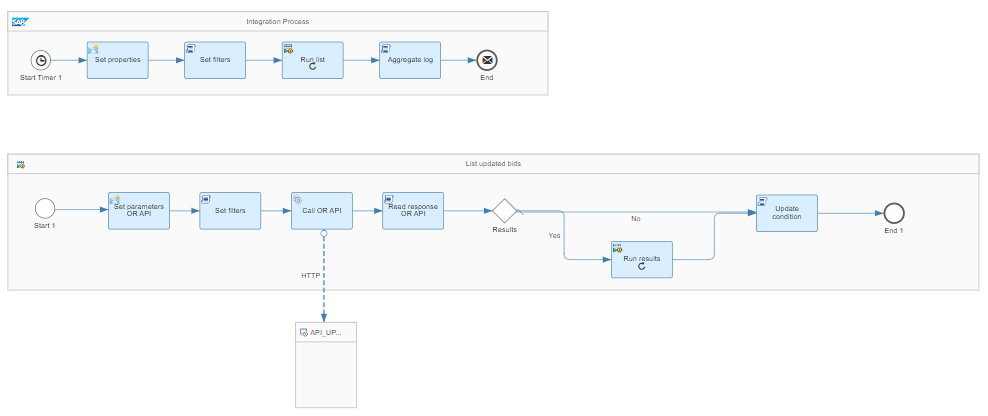 SAP
Integration Process
Set properties
Set filters
Run list
Aggregate log
Start Timer 1
End
List updated bids
Set parameters
OR API
Set filters
Call OR API
Read response
OR API
Update
condition
Start 1
Results
No
End 1
Yes
Run results
HTTP
API_UP...